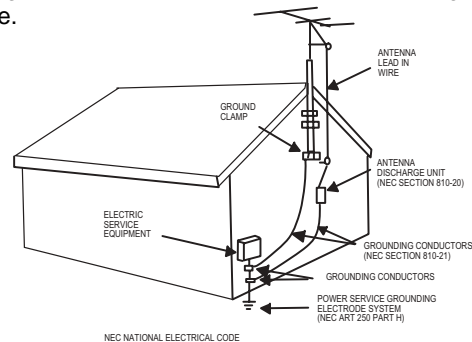 e.
ANTENNA
LEAD IN
WIRE
GROUND
CLAMP
ANTENNA
DISCHARGE UNIT
(NEC SECTION 810-20)
ELECTRIC
SERVICE
EQUIPMENT
GROUNDING CONDUCTORS
(NEC SECTION 810-21)
GROUNDING CONDUCTORS
POWER SERVICE GROUNDING
ELECTRODE SYSTEM
(NEC ART 250 PART H)
NEC NATIONAL ELECTRICAL CODE